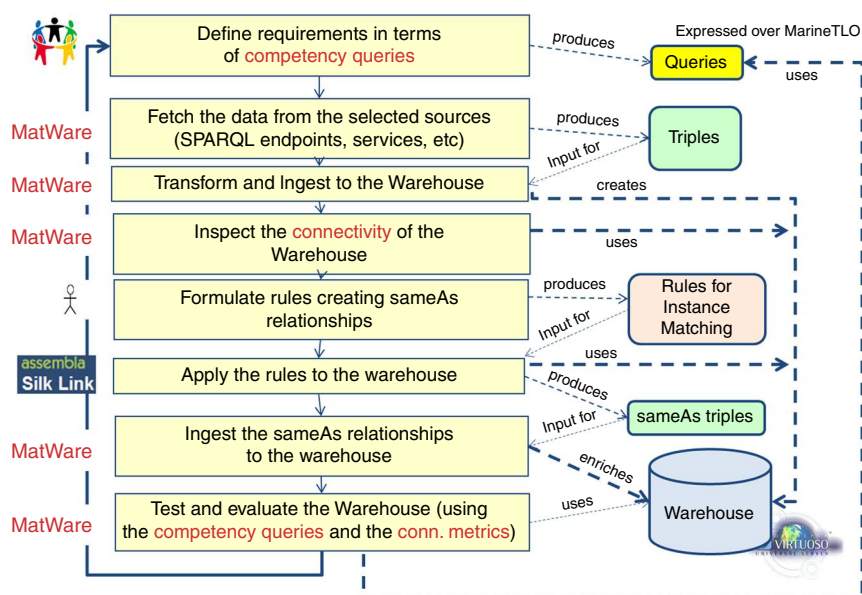 Define requirements in terms
of competency queries
produces
Expressed over MarineTLO
Queries
uses
MatWare
Fetch the data from the selected sources
(SPARQL endpoints, services, etc)
produces
Triples
Input for
MatWare
Transform and Ingest to the Warehouse
creates
MatWare
Inspect the connectivity of the
Warehouse
uses
Formulate rules creating sameAs
relationships
produces
Rules for
Instance
Matching
Input for
assembla
Silk Link
Apply the rules to the warehouse
uses
produces
sameAs triples
Input for
MatWare
Ingest the sameAs relationships
to the warehouse
enriches
Warehouse
MatWare
Test and evaluate the Warehouse (using
the competency queries and the conn. metrics)
uses
VIRTUOSO
UNIVERSAL SERVER